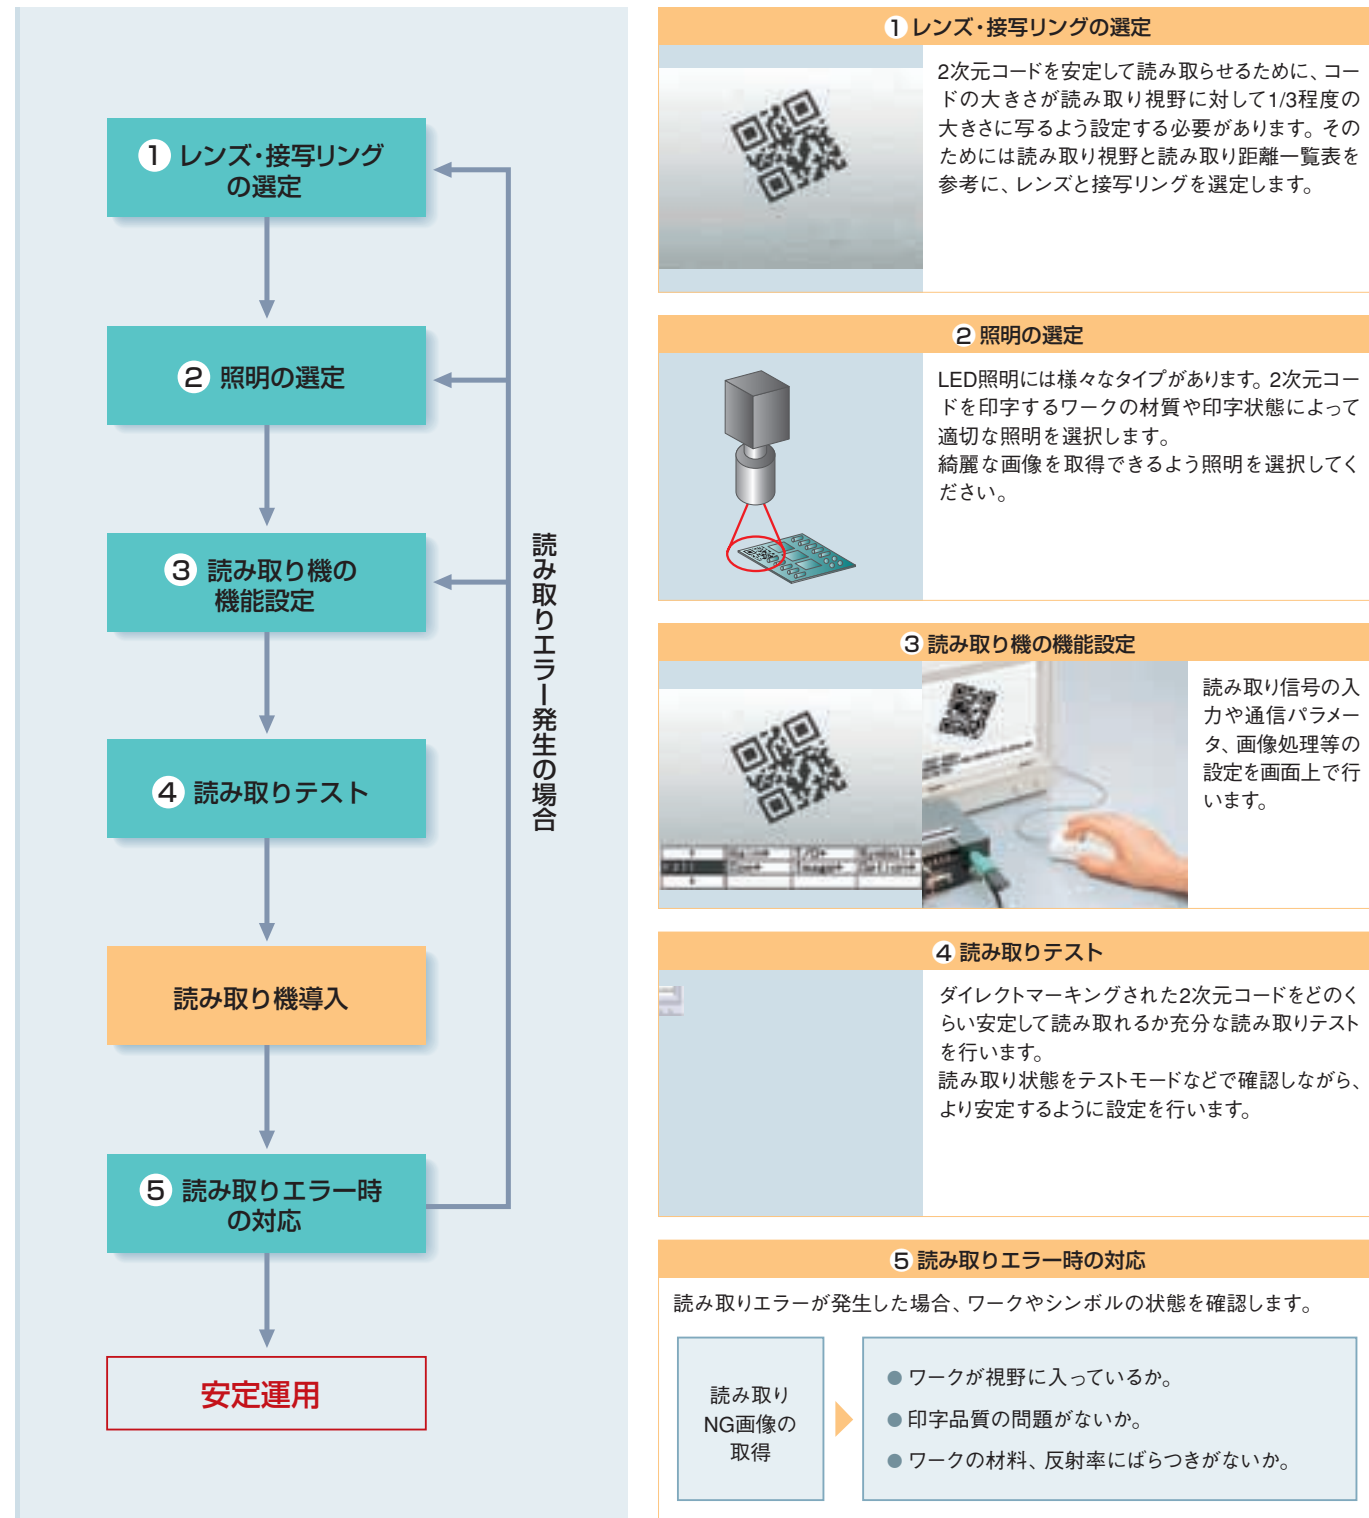 ① レンズ・接写リング
の選定
② 照明の選定
③ 読み取り機の
機能設定
④ 読み取りテスト
読み取り機導入
⑤ 読み取りエラー時
の対応
安定運用
読み取りエラー発生の場合
① レンズ・接写リングの選定
2次元コードを安定して読み取らせるために、コー
ドの大きさが読み取り視野に対して1/3程度の
大きさに写るよう設定する必要があります。その
ためには読み取り視野と読み取り距離一覧表を
参考に、レンズと接写リングを選定します。
② 照明の選定
LED照明には様々なタイプがあります。2次元コー
ドを印字するワークの材質や印字状態によって
適切な照明を選択します。
綺麗な画像を取得できるよう照明を選択してく
ださい。
③ 読み取り機の機能設定
読み取り信号の入
力や通信パラメー
タ、画像処理等の
設定を画面上で行
います。
④ 読み取りテスト
ダイレクトマーキングされた2次元コードをどのく
らい安定して読み取れるか充分な読み取りテスト
を行います。
読み取り状態をテストモードなどで確認しながら、
より安定するように設定を行います。
⑤ 読み取りエラー時の対応
読み取りエラーが発生した場合、ワークやシンボルの状態を確認します。
読み取り
NG画像の
取得
● ワークが視野に入っているか。
● 印字品質の問題がないか。
● ワークの材料、反射率にばらつきがないか。